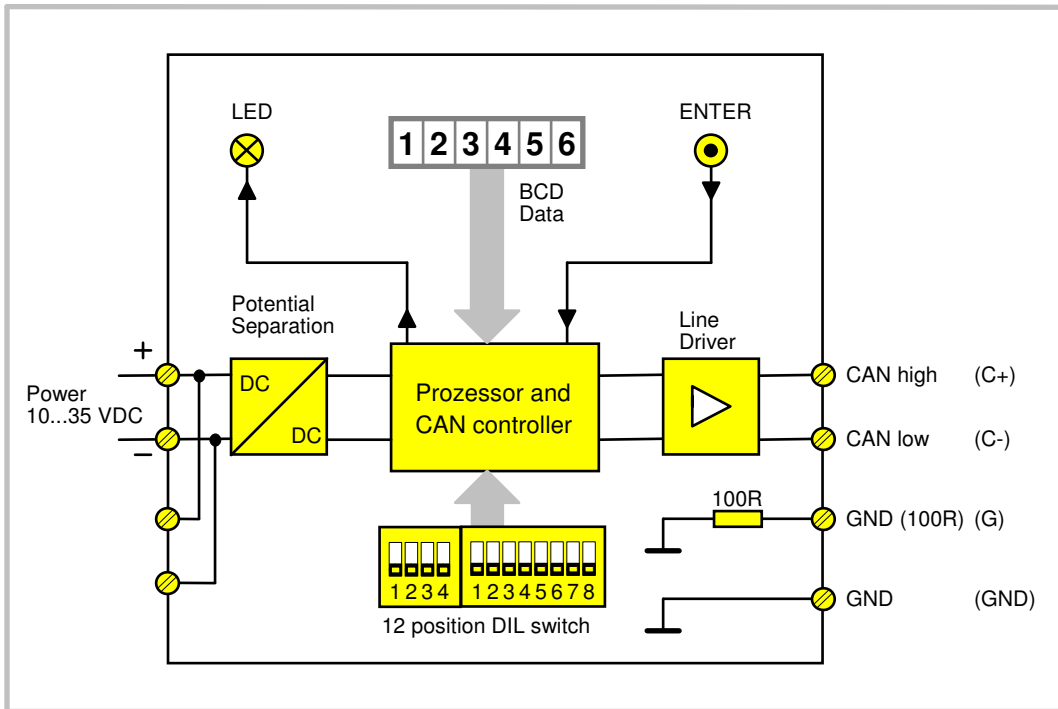 LED
ENTER
1 2 3 4 5 6
BCD
Data
Potential
Separation
Line
Driver
+
DC
Prozessor and
CAN controller
CAN high (C+)
Power
10...35 VDC
DC
CAN low (C-)
−
100R
GND (100R) (G)
1 2 3 4 1 2 3 4 5 6 7 8
GND (GND)
12 position DIL switch